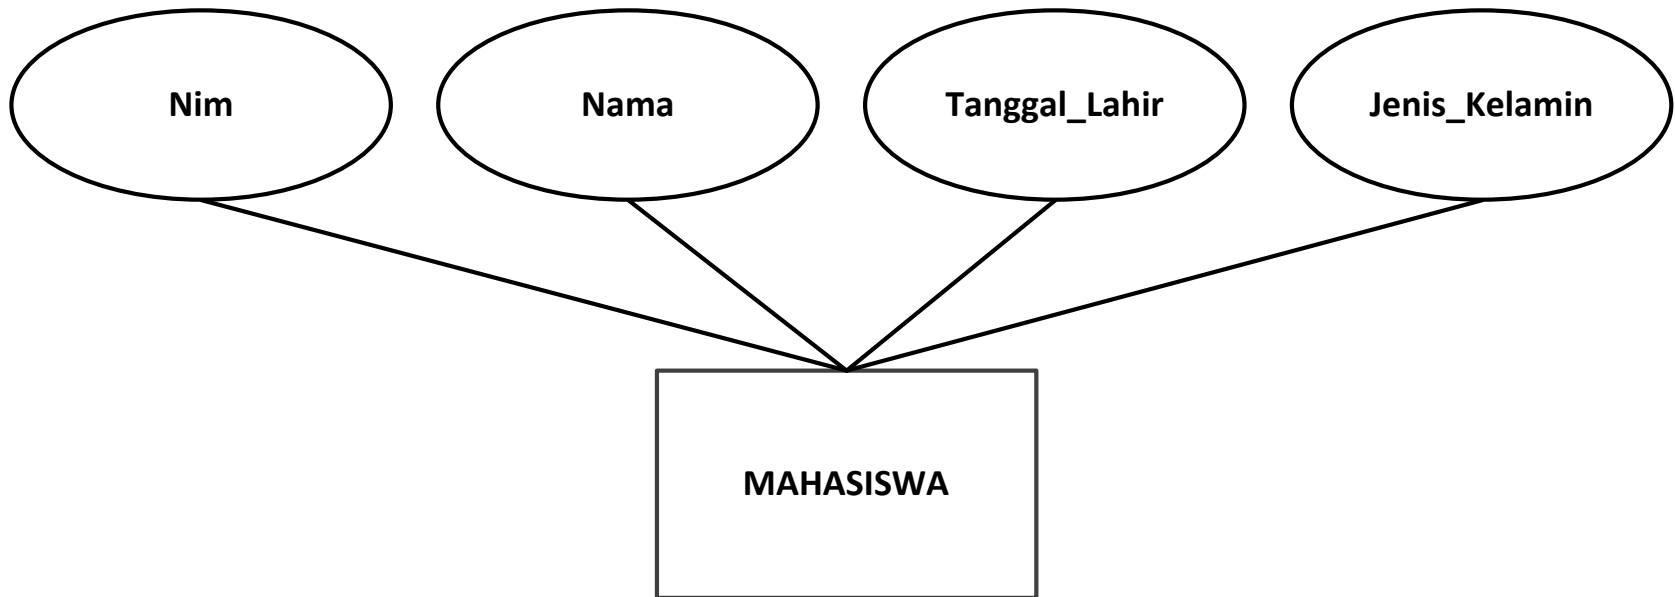 Nim
Nama
Tanggal_Lahir
Jenis_Kelamin
MAHASISWA